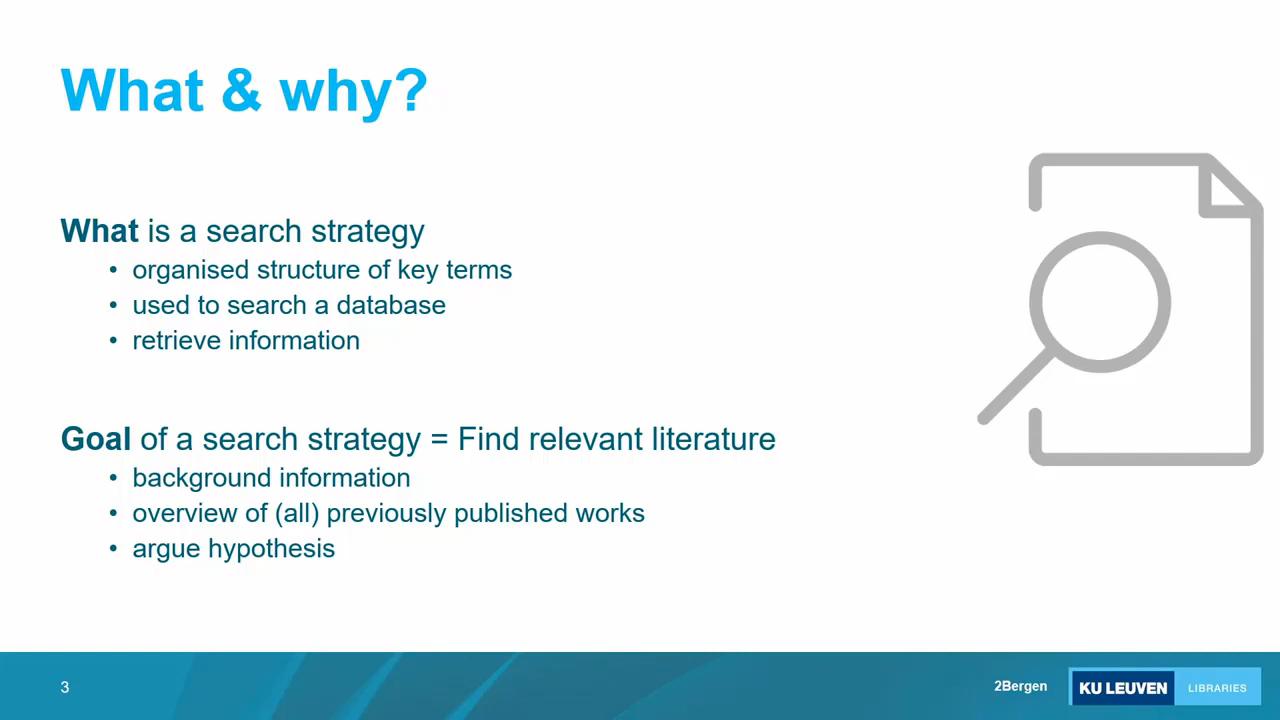 What & why?
What is a search strategy
• organised structure of key terms
• used to search a database
• retrieve information
Goal of a search strategy = Find relevant literature
• background information
• overview of (all) previously published works
• argue hypothesis
3
2Bergen
KU LEUVEN LIBRARIES